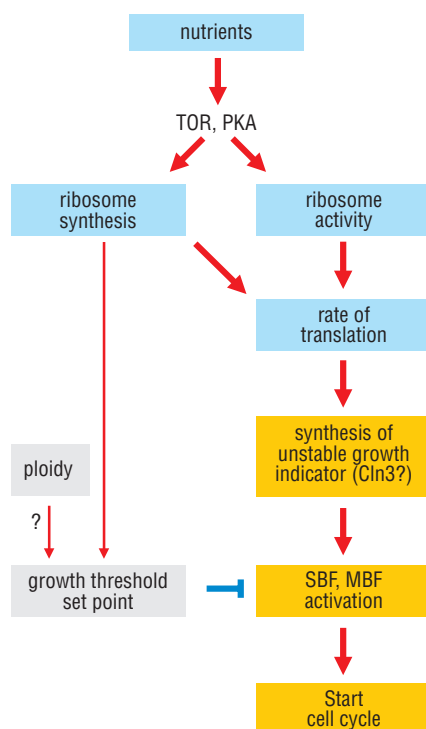 nutrients
TOR, PKA
ribosome
synthesis
ribosome
activity
rate of
translation
synthesis of
unstable growth
indicator (Cln3?)
ploidy
?
growth threshold
set point
SBF, MBF
activation
Start
cell cycle